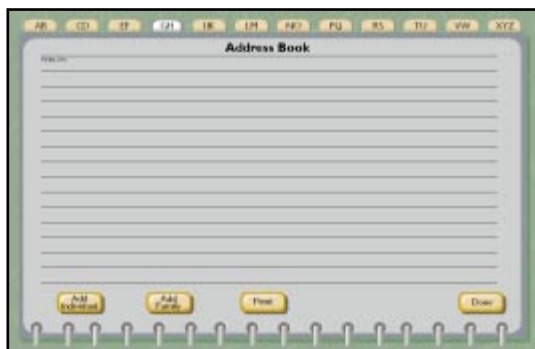 AB CD EF GH IJK LM NO PQ RS TU VW XYZ
Address Book
Add Individual
Add Family
Print
Done